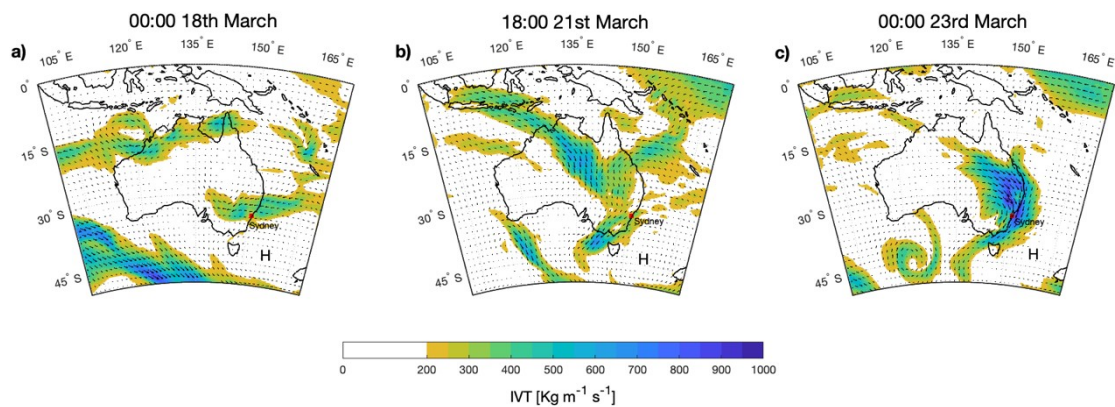 00:00 18th March
18:00 21st March
00:00 23rd March
a)
105° E
120° E
135° E
150° E
165° E
0°
15° S
30° S
45° S
Sydney
H
b)
105° E
120° E
135° E
150° E
165° E
0°
15° S
30° S
45° S
Sydney
H
c)
105° E
120° E
135° E
150° E
165° E
0°
15° S
30° S
45° S
Sydney
H
0 200 300 400 500 600 700 800 900 1000
IVT [Kg m⁻¹ s⁻¹]